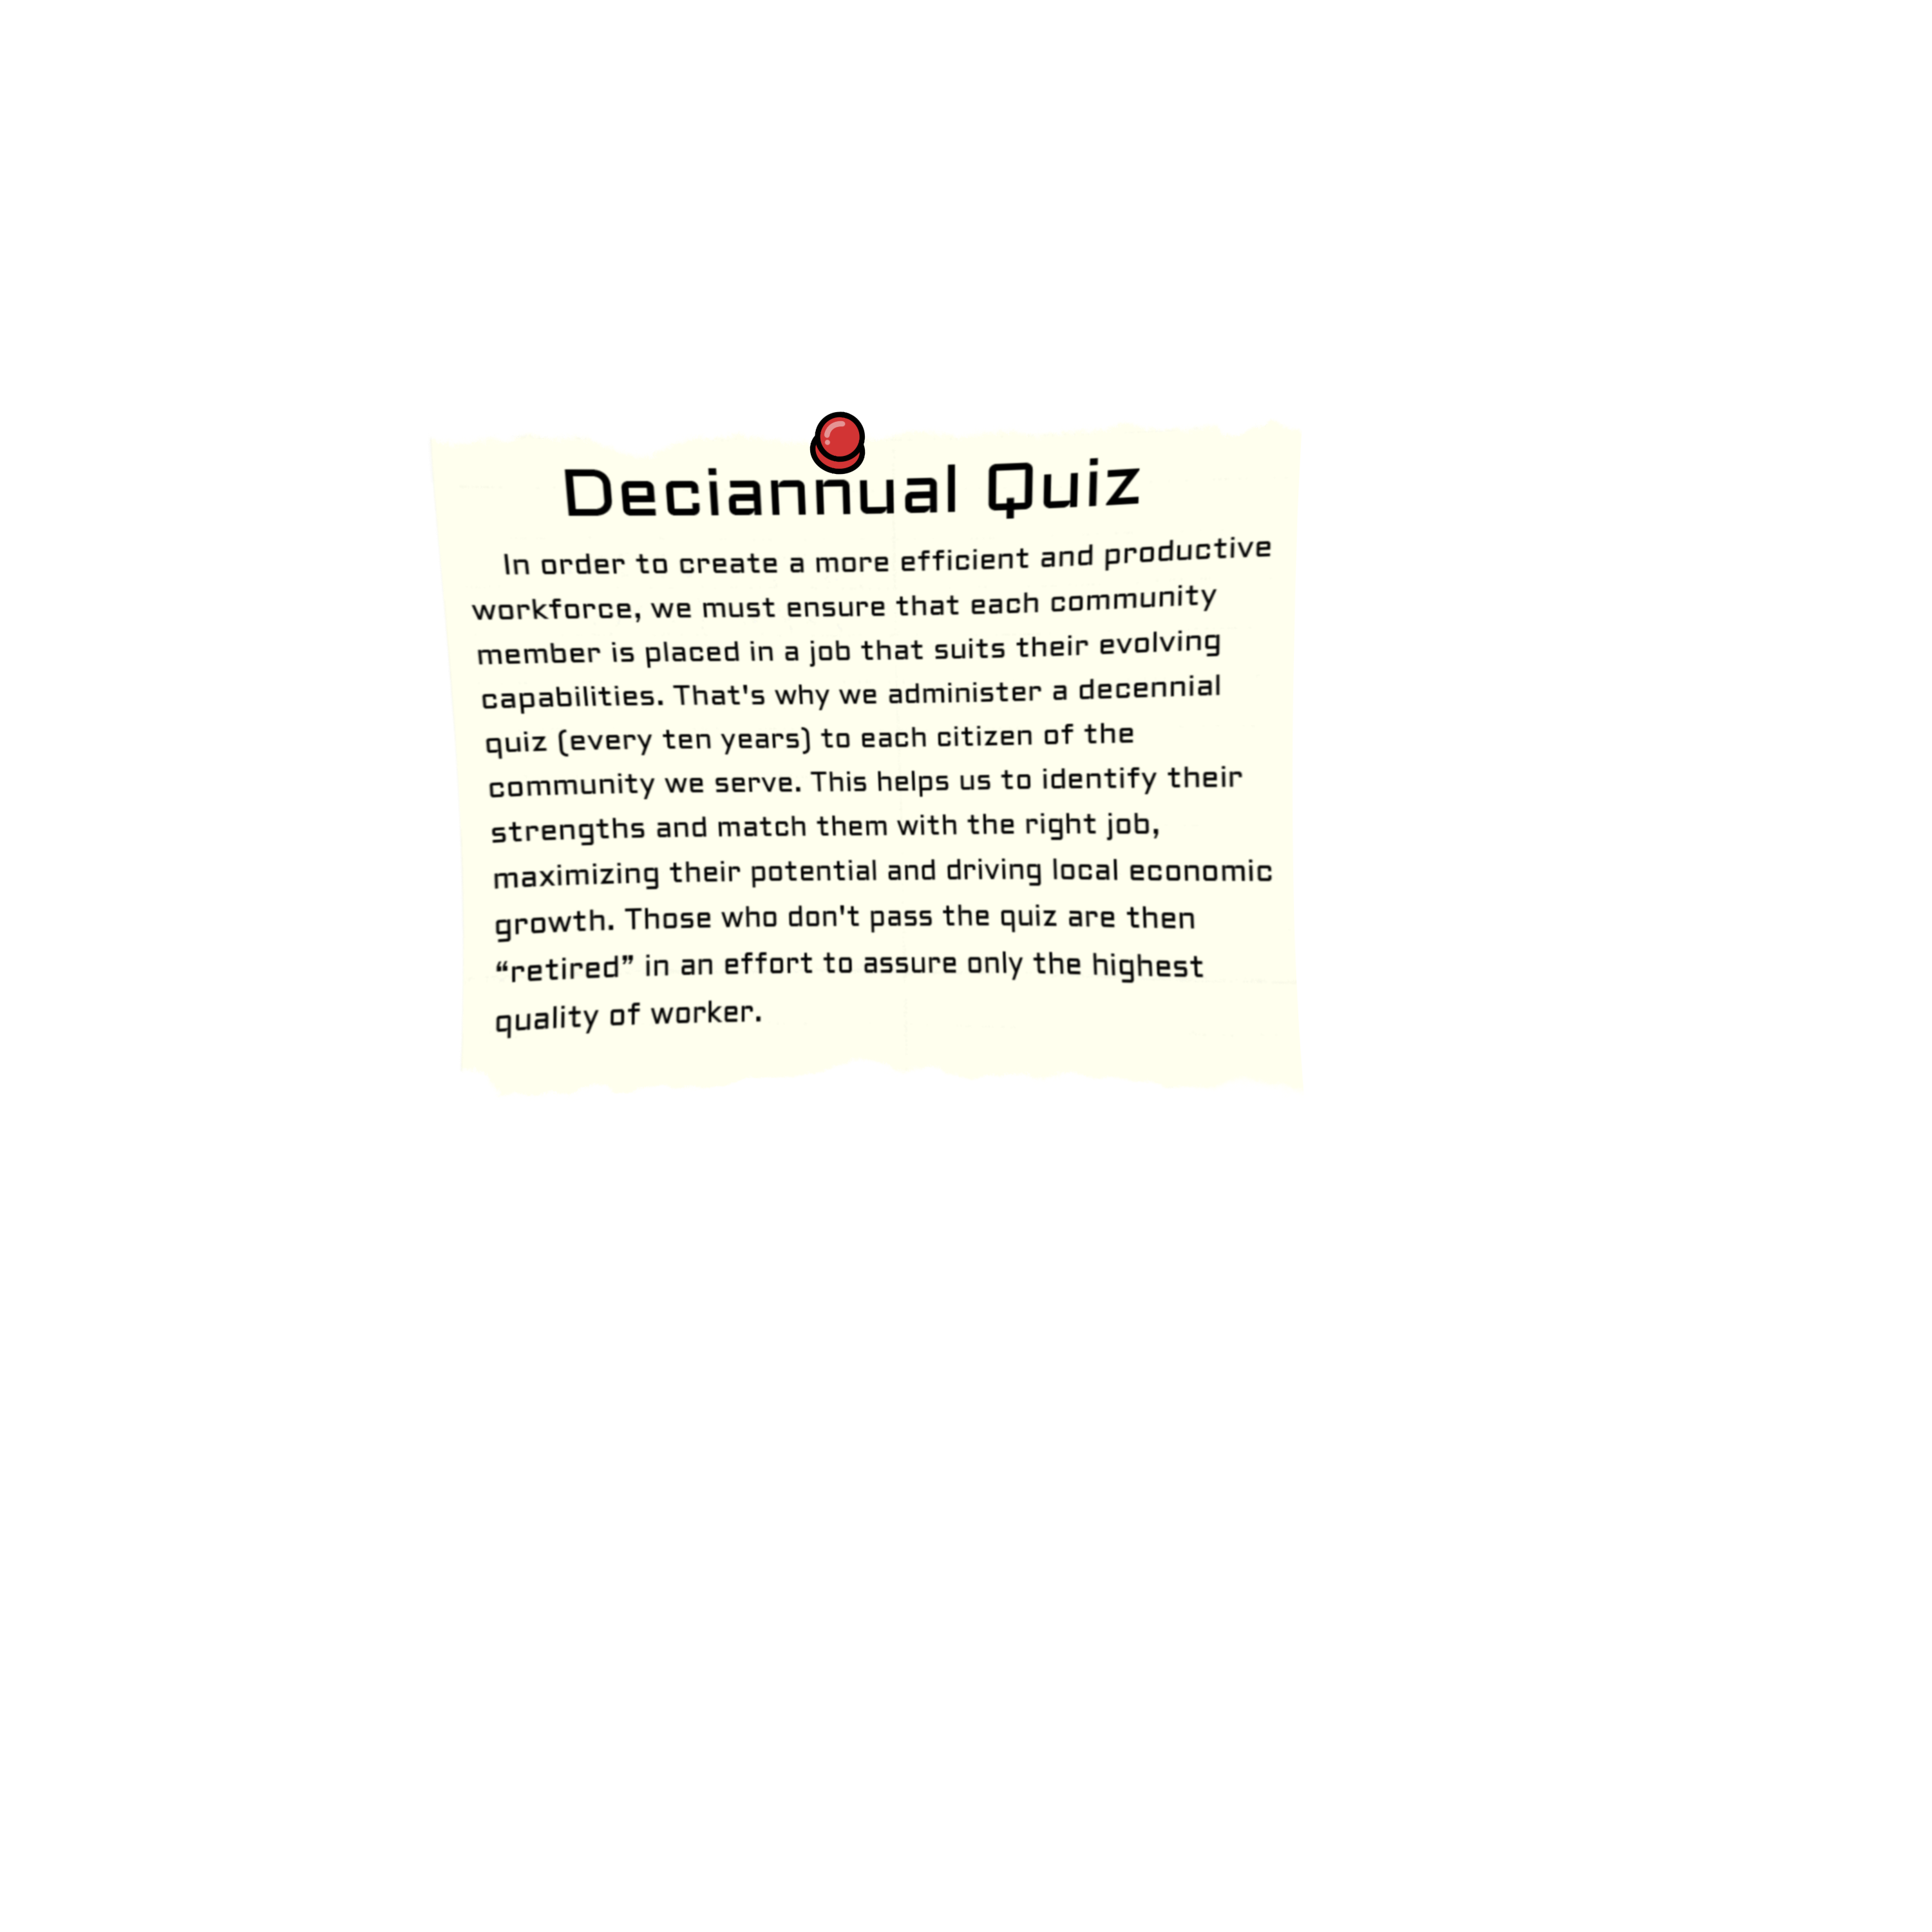 Deciannual Quiz
In order to create a more efficient and productive
workforce, we must ensure that each community
member is placed in a job that suits their evolving
capabilities. That's why we administer a decennial
quiz (every ten years) to each citizen of the
community we serve. This helps us to identify their
strengths and match them with the right job,
maximizing their potential and driving local economic
growth. Those who don't pass the quiz are then
“retired” in an effort to assure only the highest
quality of worker.